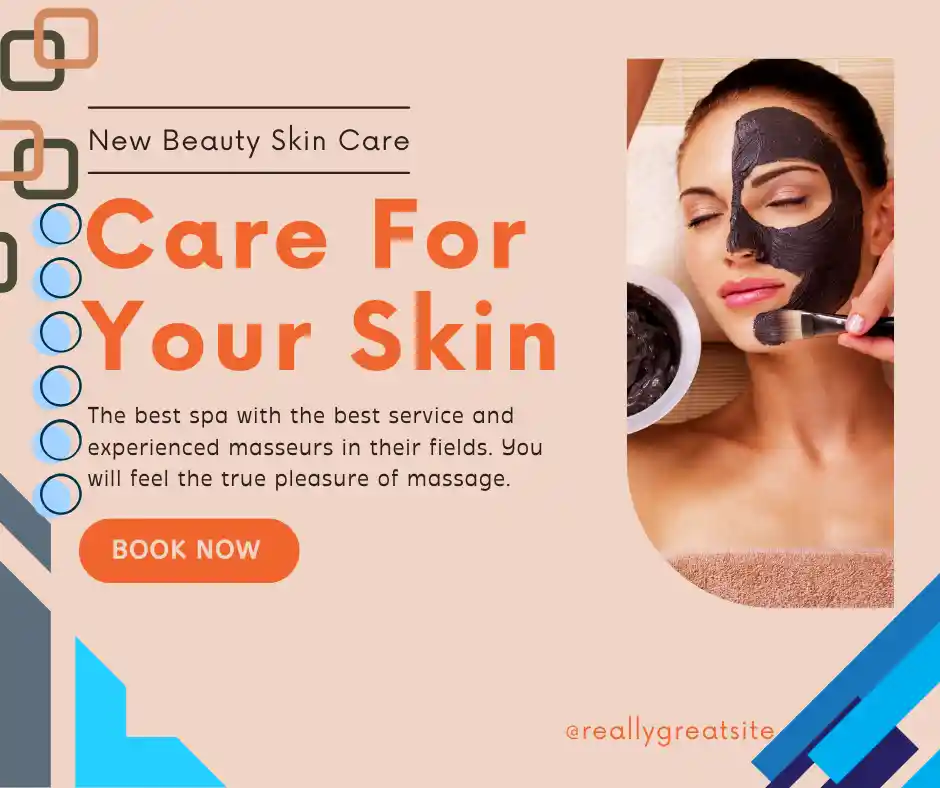 New Beauty Skin Care
Care For
Your Skin
The best spa with the best service and
experienced masseurs in their fields. You
will feel the true pleasure of massage.
BOOK NOW
@reallygreatsite